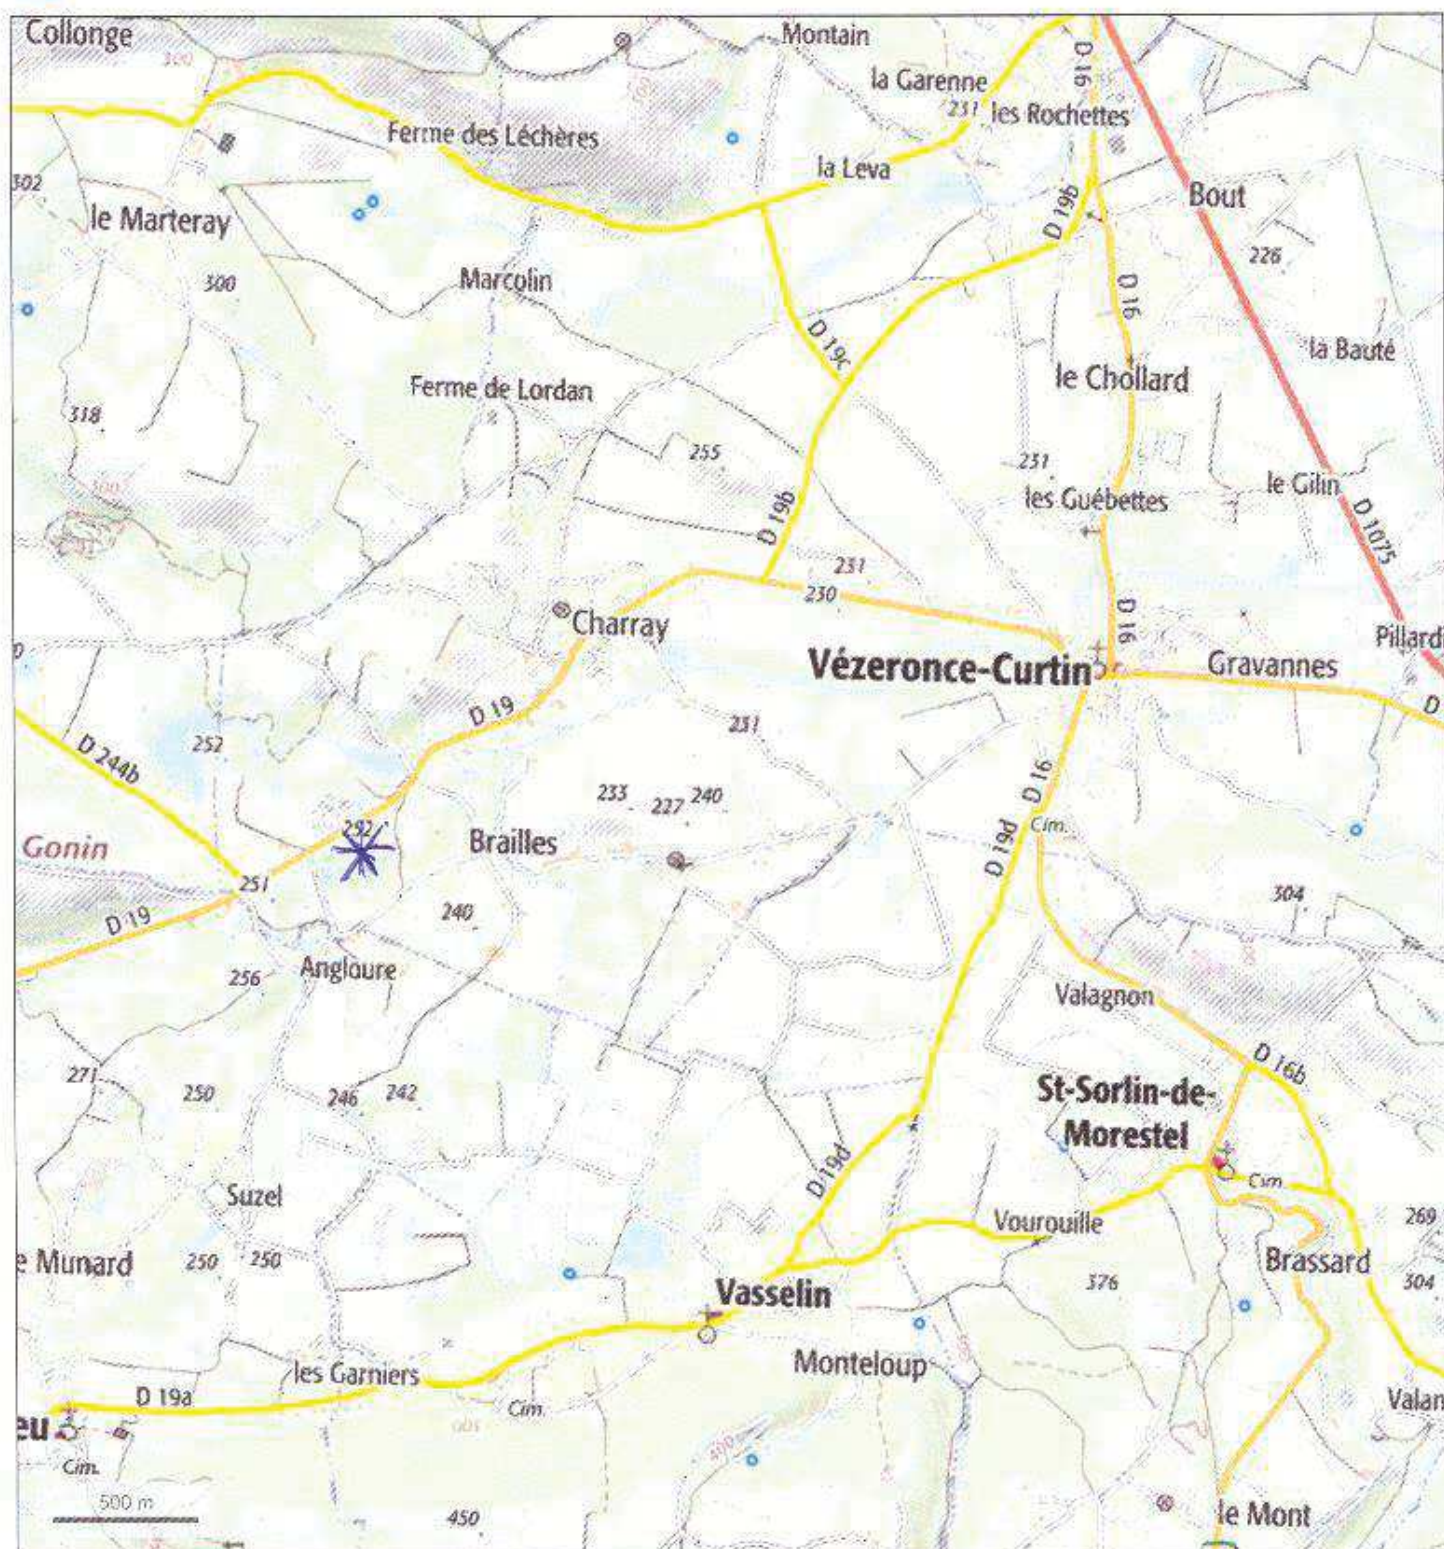 Collonge
300
Montain
la Garenne
231
les Rochettes
D 16
Ferme des Léchères
la Leva
302
le Marteray
D 19b
Bout
226
300
Marcolin
D 16
D 19c
la Bauté
Ferme de Lordan
le Chollard
318
255
231
le Gilin
300
les Guébettes
D 19b
D 1075
231
230
Charray
D 16
Pillard
Vézeronce-Curtin
Gravannes
D 19
D
252
231
D 244b
D 16
233
227
240
252
Cim.
Gonin
Brailles
D 19d
251
304
240
D 19
Angloure
256
Valagnon
D 16b
271
250
246
242
St-Sorlin-de-
Morestel
D 19d
Cim.
Suzel
Vourouille
269
e Munard
250
250
Brassard
376
304
Vasselin
les Garniers
Monteloup
D 19a
Cim.
Valan
eu
400
Cim.
500 m
450
le Mont